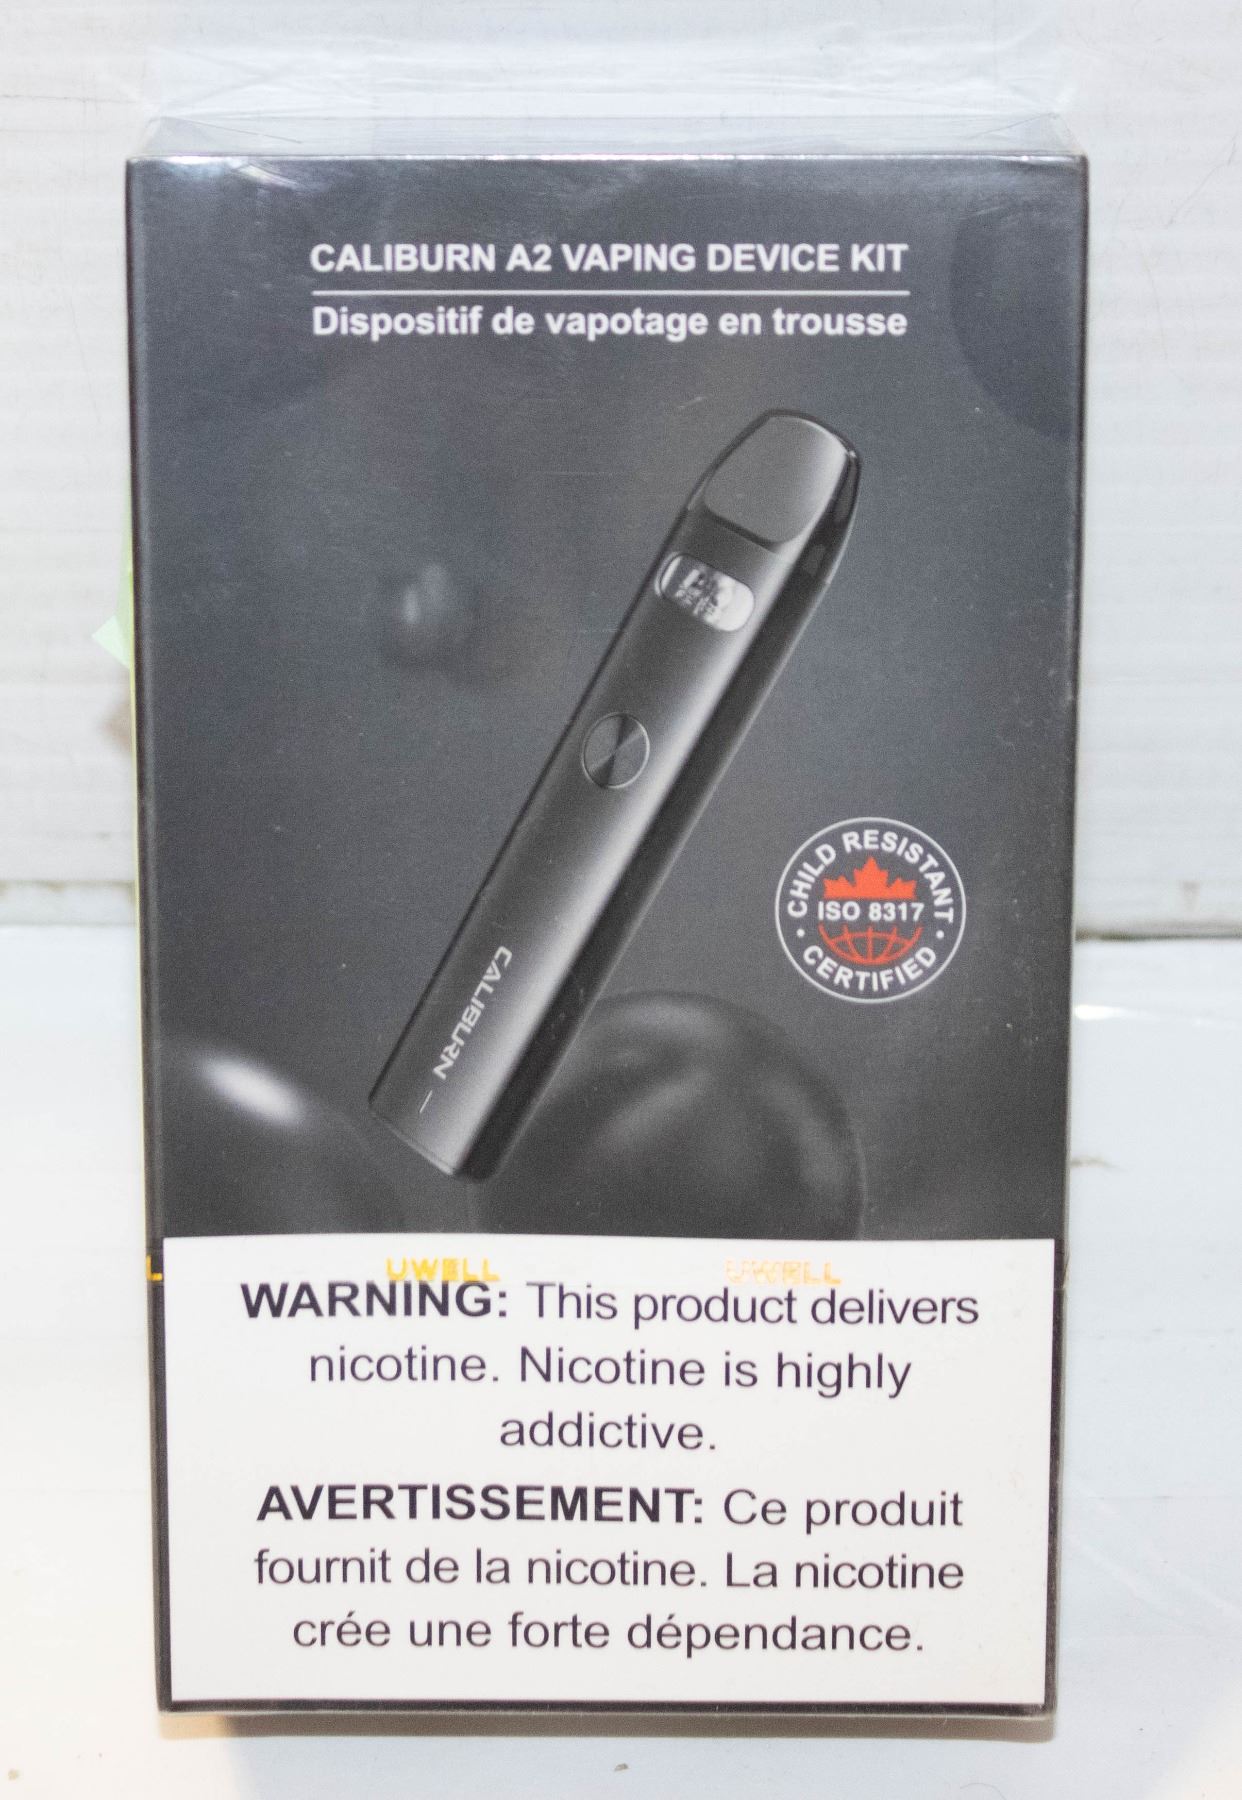 CALIBURN A2 VAPING DEVICE KIT
Dispositif de vapotage en trousse
CALIBURN
CHILD RESISTANT
ISO 8317
CERTIFIED
UWELL UWELL
WARNING: This product delivers
nicotine. Nicotine is highly
addictive.
AVERTISSEMENT: Ce produit
fournit de la nicotine. La nicotine
crée une forte dépendance.